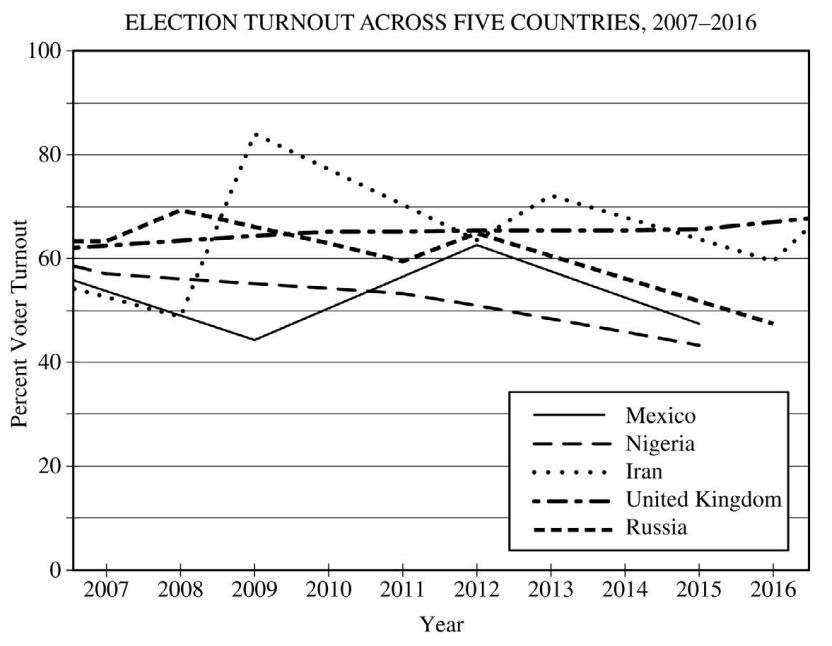 ELECTION TURNOUT ACROSS FIVE COUNTRIES, 2007–2016
100
80
60
40
20
0
Percent Voter Turnout
Mexico
Nigeria
Iran
United Kingdom
Russia
2007 2008 2009 2010 2011 2012 2013 2014 2015 2016
Year